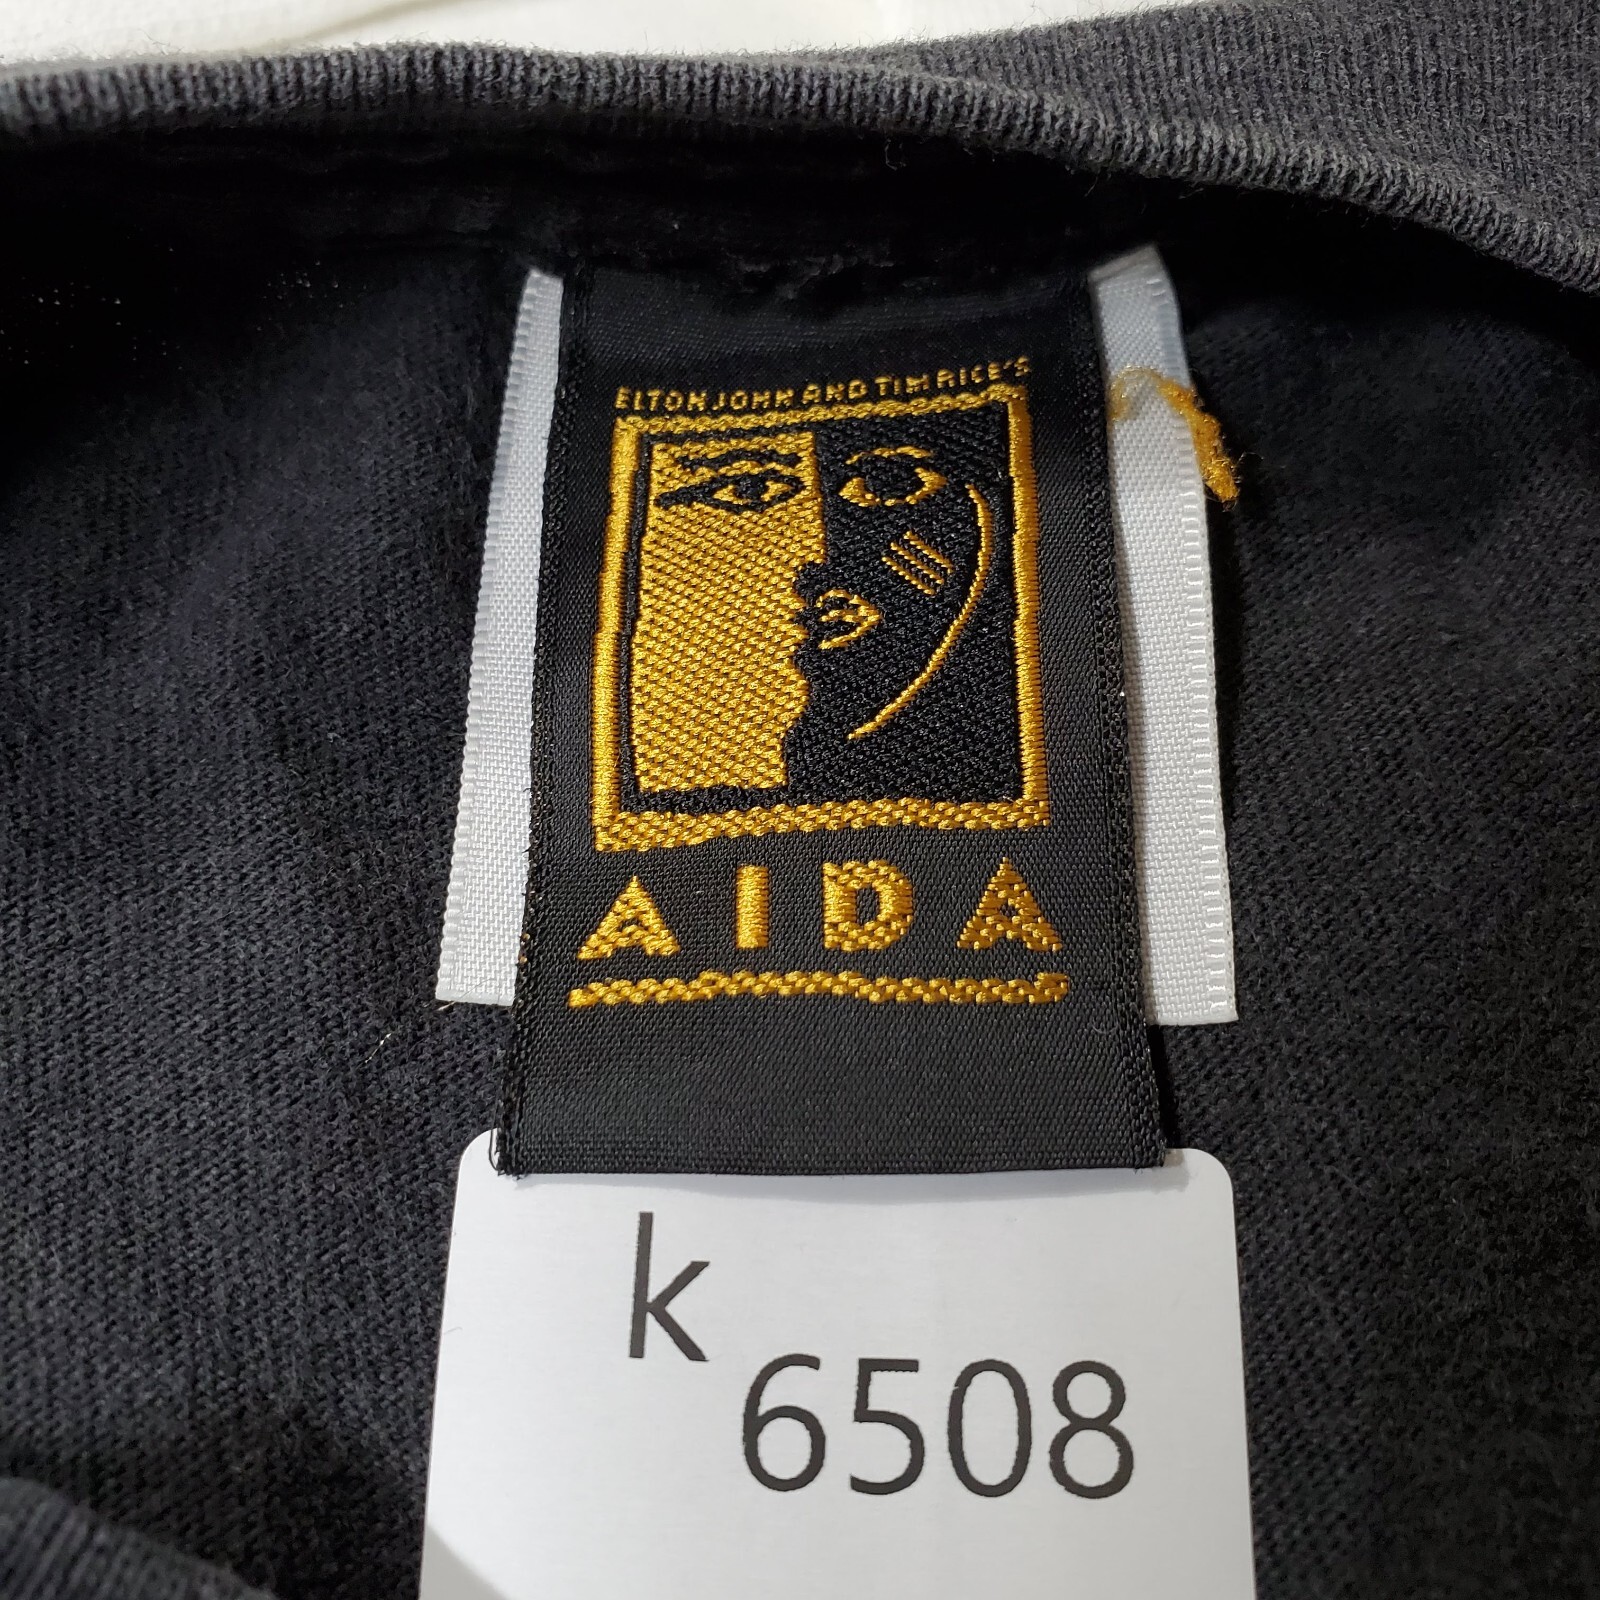 ELTON JOHN AND TIM RICE'S
AIDA
k
6508